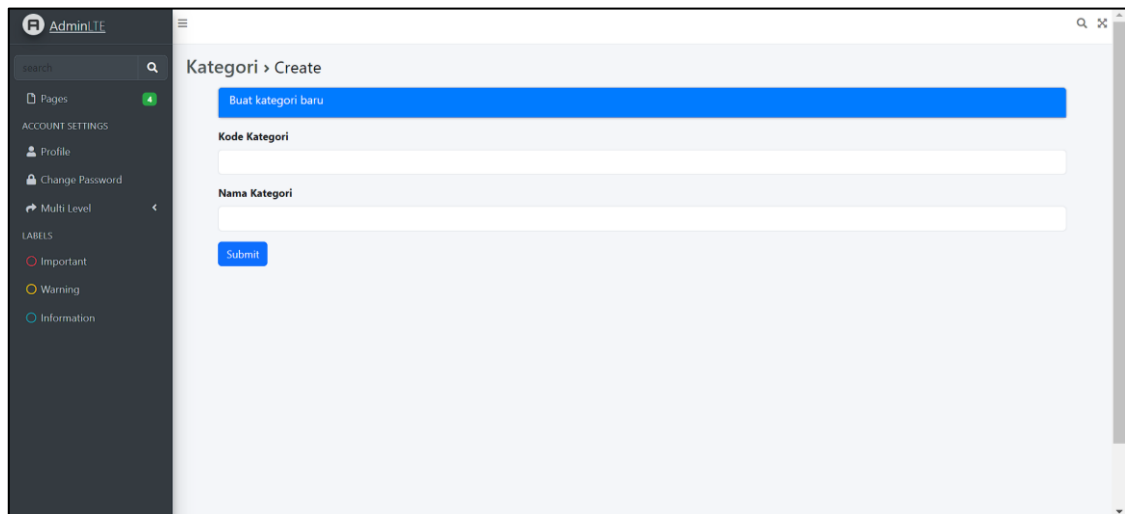 AdminLTE
search
Pages 4
ACCOUNT SETTINGS
Profile
Change Password
Multi Level
LABELS
Important
Warning
Information
Kategori > Create
Buat kategori baru
Kode Kategori
Nama Kategori
Submit